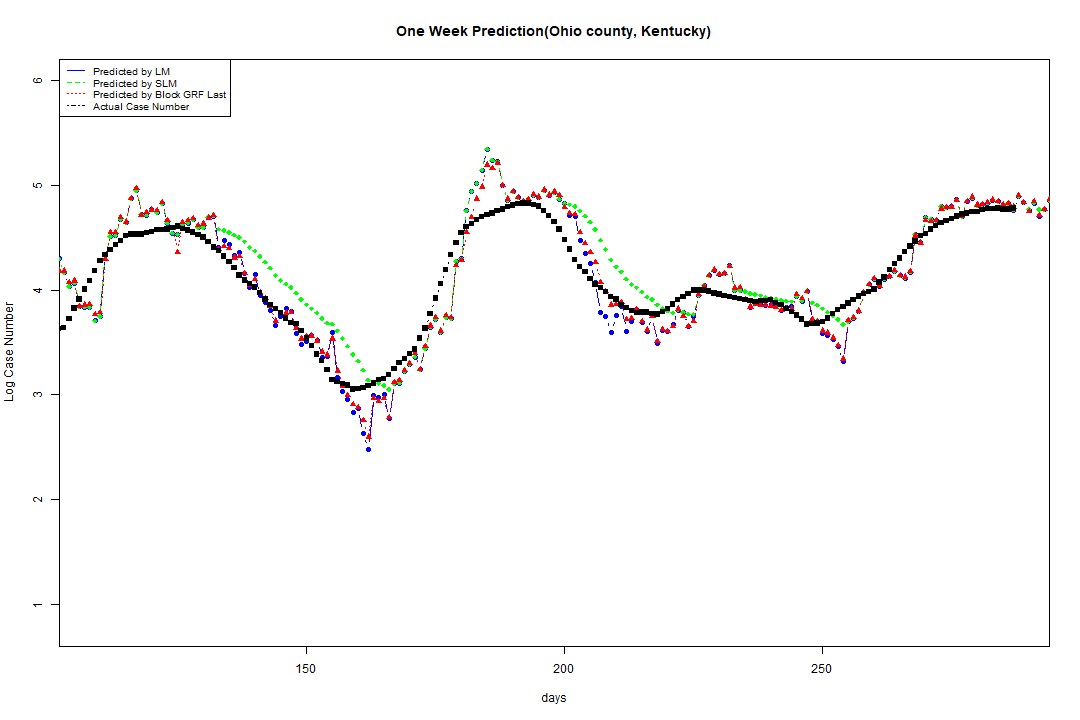 One Week Prediction(Ohio county, Kentucky)
Predicted by LM
Predicted by SLM
Predicted by Block GRF Last
Actual Case Number
6
5
4
3
2
1
Log Case Number
150
200
250
days